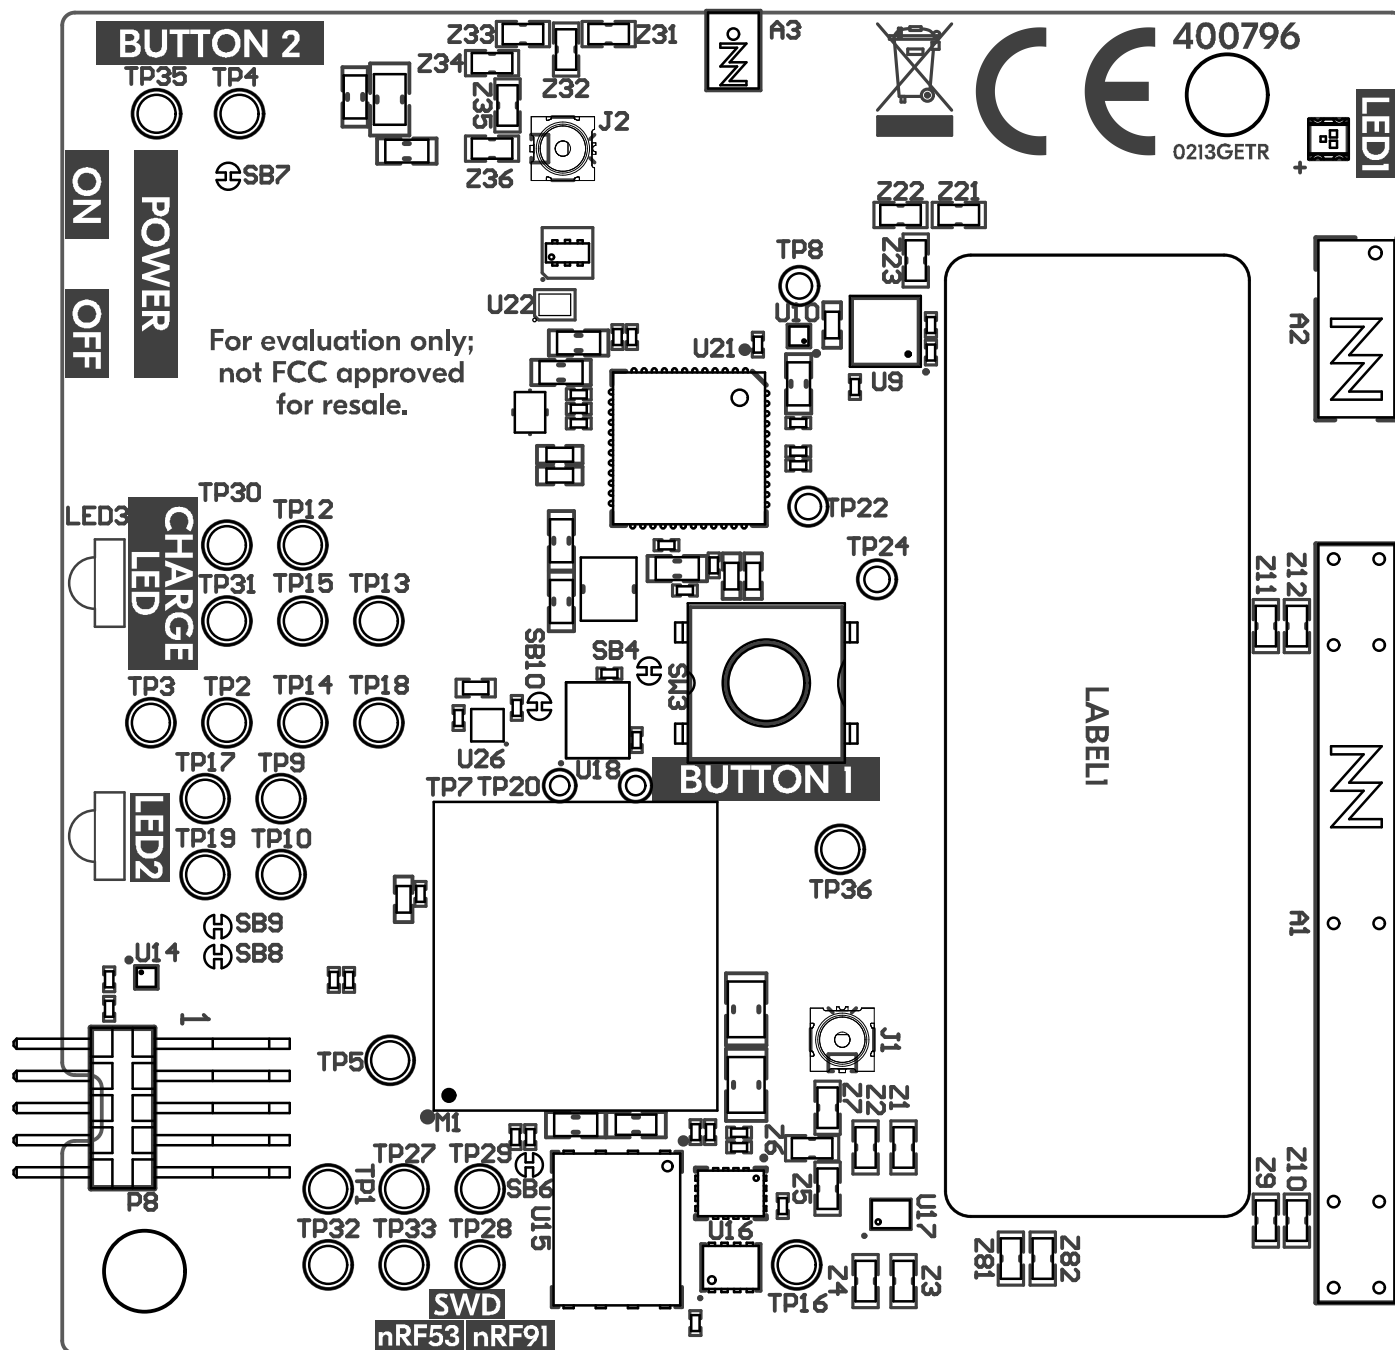 BUTTON 2
TP35
TP4
SB7
ON
POWER
OFF
For evaluation only;
not FCC approved
for resale.
Z33
Z31
Z34
Z32
Z35
J2
Z36
A3
400796
0213GETR
LED1
+
Z22
Z21
Z23
TP8
U22
U10
U21
U9
A2
TP30
TP12
LED3
CHARGE
LED
TP31
TP15
TP13
TP22
TP24
Z11
Z12
SB10
SB4
SW3
TP3
TP2
TP14
TP18
U26
U18
TP17
TP9
TP7
TP20
BUTTON 1
LABEL1
LED2
TP19
TP10
TP36
SB9
SB8
U14
A1
1
TP5
J1
M1
Z7
Z2
Z1
Z6
Z5
P8
TP1
TP27
TP29
SB6
U15
U16
U17
Z9
Z10
TP32
TP33
TP28
TP16
Z4
Z3
Z81
Z82
SWD
nRF53
nRF91